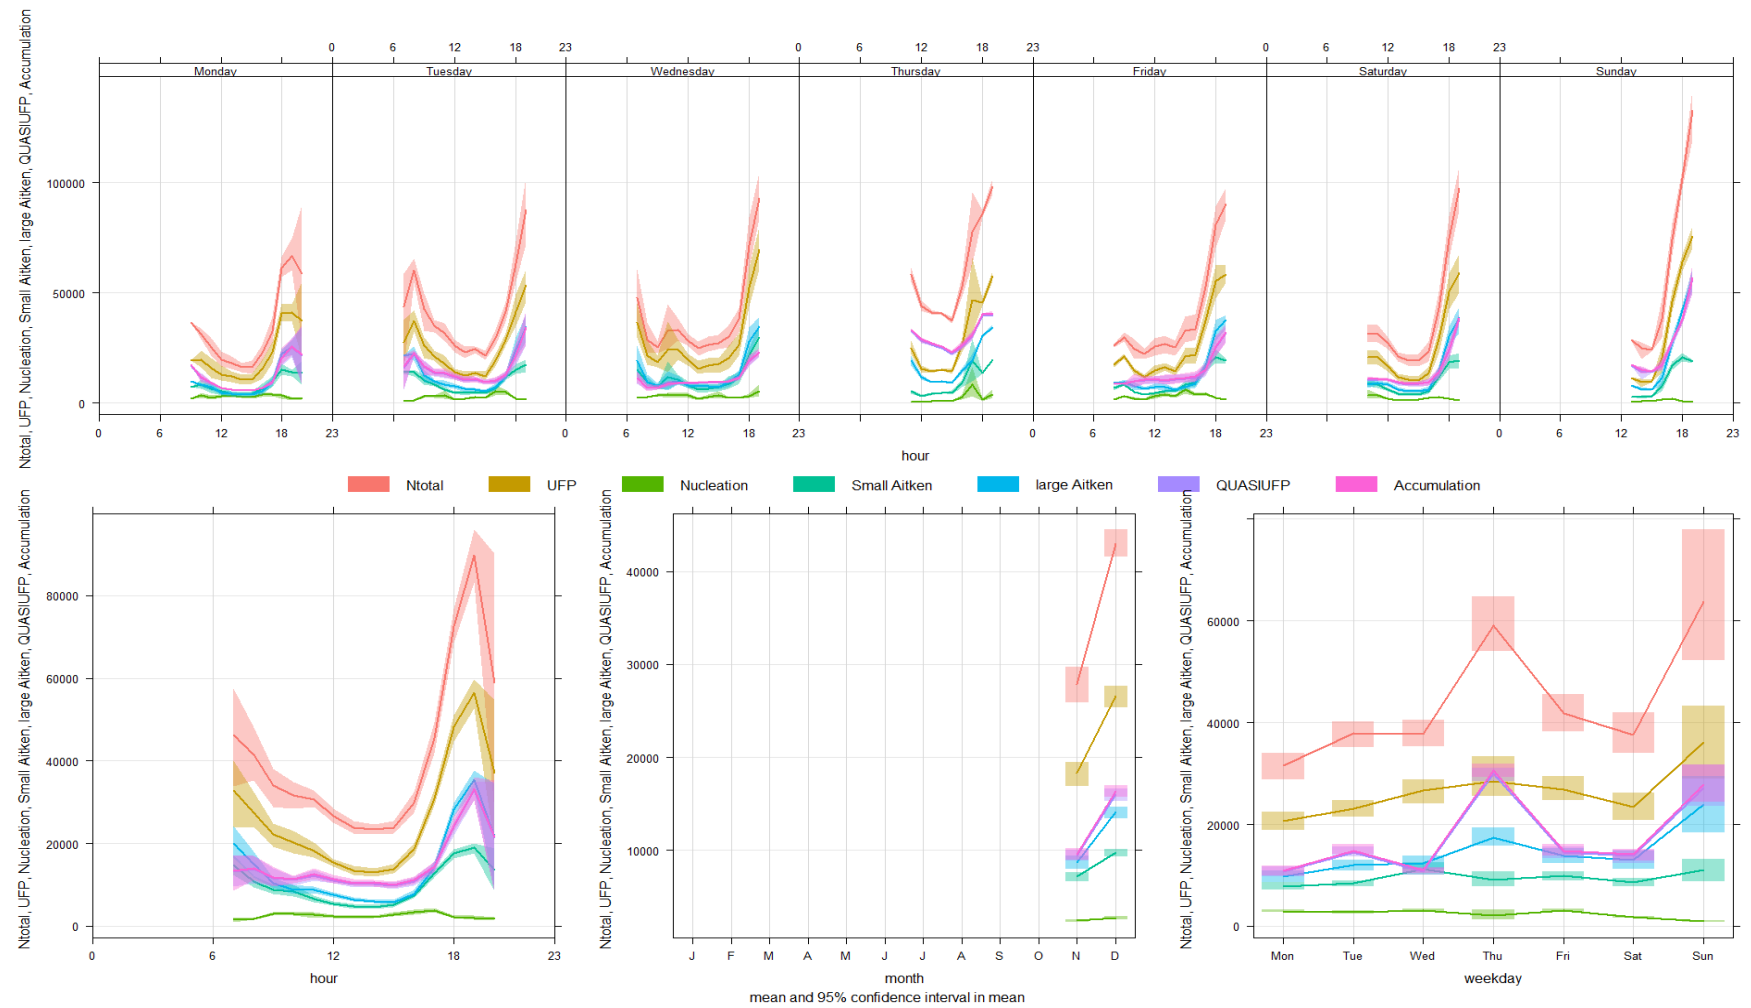 0 6 12 18 23 0 6 12 18 23 0 6 12 18 23
Monday Tuesday Wednesday Thursday Friday Saturday Sunday
Ntotal, UFP, Nucleation, Small Aitken, large Aitken, QUASIUFP, Accumulation
100000
50000
0
0 6 12 18 23 0 6 12 18 23 0 6 12 18 23 0 6 12 18 23
hour
Ntotal UFP Nucleation Small Aitken large Aitken QUASIUFP Accumulation
Ntotal, UFP, Nucleation, Small Aitken, large Aitken, QUASIUFP, Accumulation
80000
60000
40000
20000
0
0 6 12 18 23
hour
Ntotal, UFP, Nucleation, Small Aitken, large Aitken, QUASIUFP, Accumulation
40000
30000
20000
10000
J F M A M J J A S O N D
month
Ntotal, UFP, Nucleation, Small Aitken, large Aitken, QUASIUFP, Accumulation
60000
40000
20000
0
Mon Tue Wed Thu Fri Sat Sun
weekday
mean and 95% confidence interval in mean